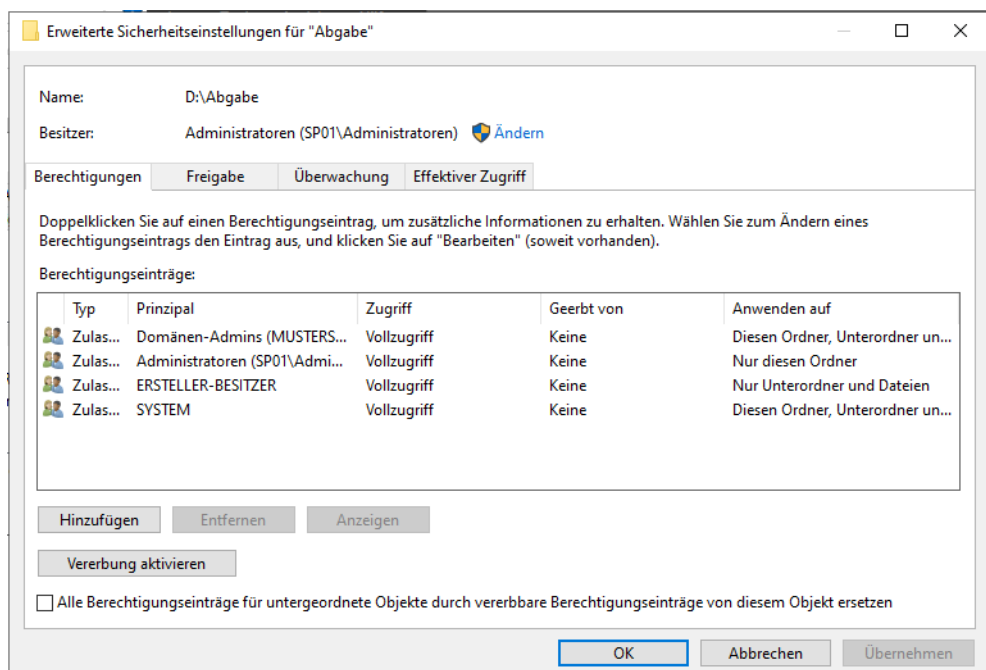 Erweiterte Sicherheitseinstellungen für "Abgabe"
Name: D:\Abgabe
Besitzer: Administratoren (SP01\Administratoren) Ändern
Berechtigungen Freigabe Überwachung Effektiver Zugriff
Doppelklicken Sie auf einen Berechtigungseintrag, um zusätzliche Informationen zu erhalten. Wählen Sie zum Ändern eines
Berechtigungseintrags den Eintrag aus, und klicken Sie auf "Bearbeiten" (soweit vorhanden).
Berechtigungseinträge:
Typ Prinzipal Zugriff Geerbt von Anwenden auf
Zulas... Domänen-Admins (MUSTERS... Vollzugriff Keine Diesen Ordner, Unterordner un...
Zulas... Administratoren (SP01\Admi... Vollzugriff Keine Nur diesen Ordner
Zulas... ERSTELLER-BESITZER Vollzugriff Keine Nur Unterordner und Dateien
Zulas... SYSTEM Vollzugriff Keine Diesen Ordner, Unterordner un...
Hinzufügen Entfernen Anzeigen
Vererbung aktivieren
Alle Berechtigungseinträge für untergeordnete Objekte durch vererbbare Berechtigungseinträge von diesem Objekt ersetzen
OK Abbrechen Übernehmen